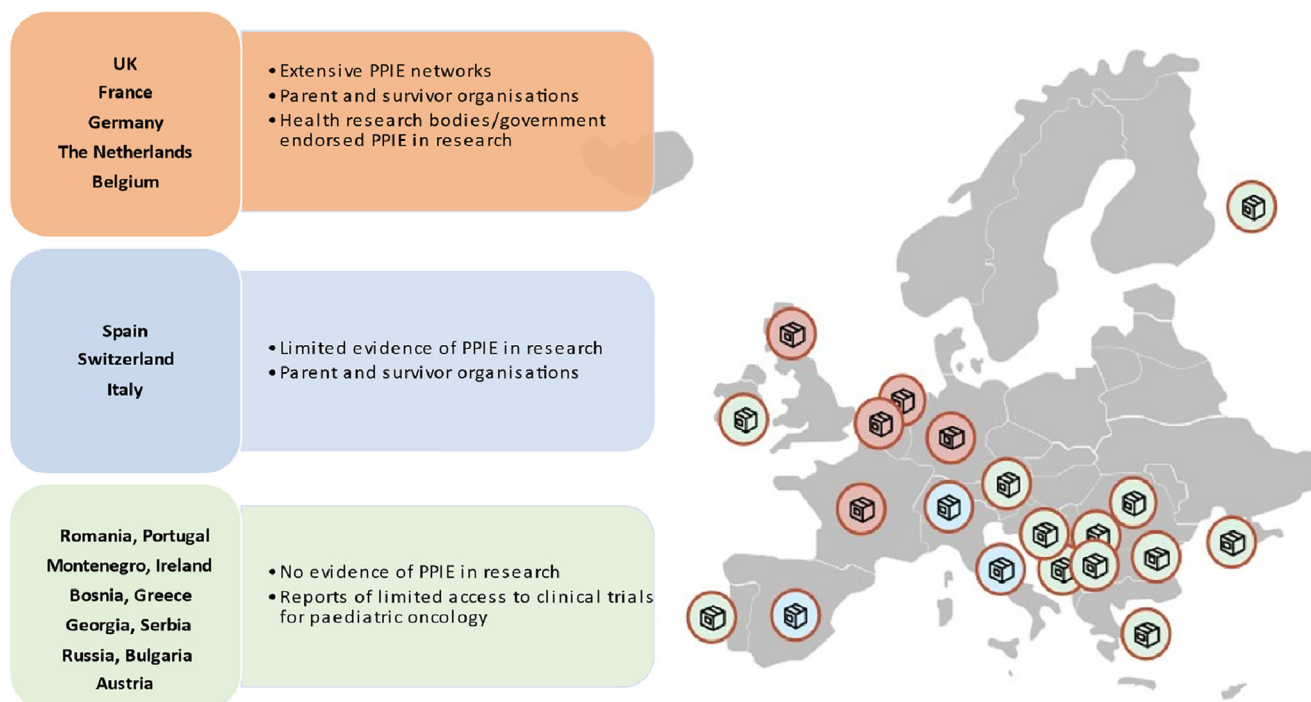 UK
France
Germany
The Netherlands
Belgium
• Extensive PPIE networks
• Parent and survivor organisations
• Health research bodies/government
endorsed PPIE in research
Spain
Switzerland
Italy
• Limited evidence of PPIE in research
• Parent and survivor organisations
Romania, Portugal
Montenegro, Ireland
Bosnia, Greece
Georgia, Serbia
Russia, Bulgaria
Austria
• No evidence of PPIE in research
• Reports of limited access to clinical trials
for paediatric oncology